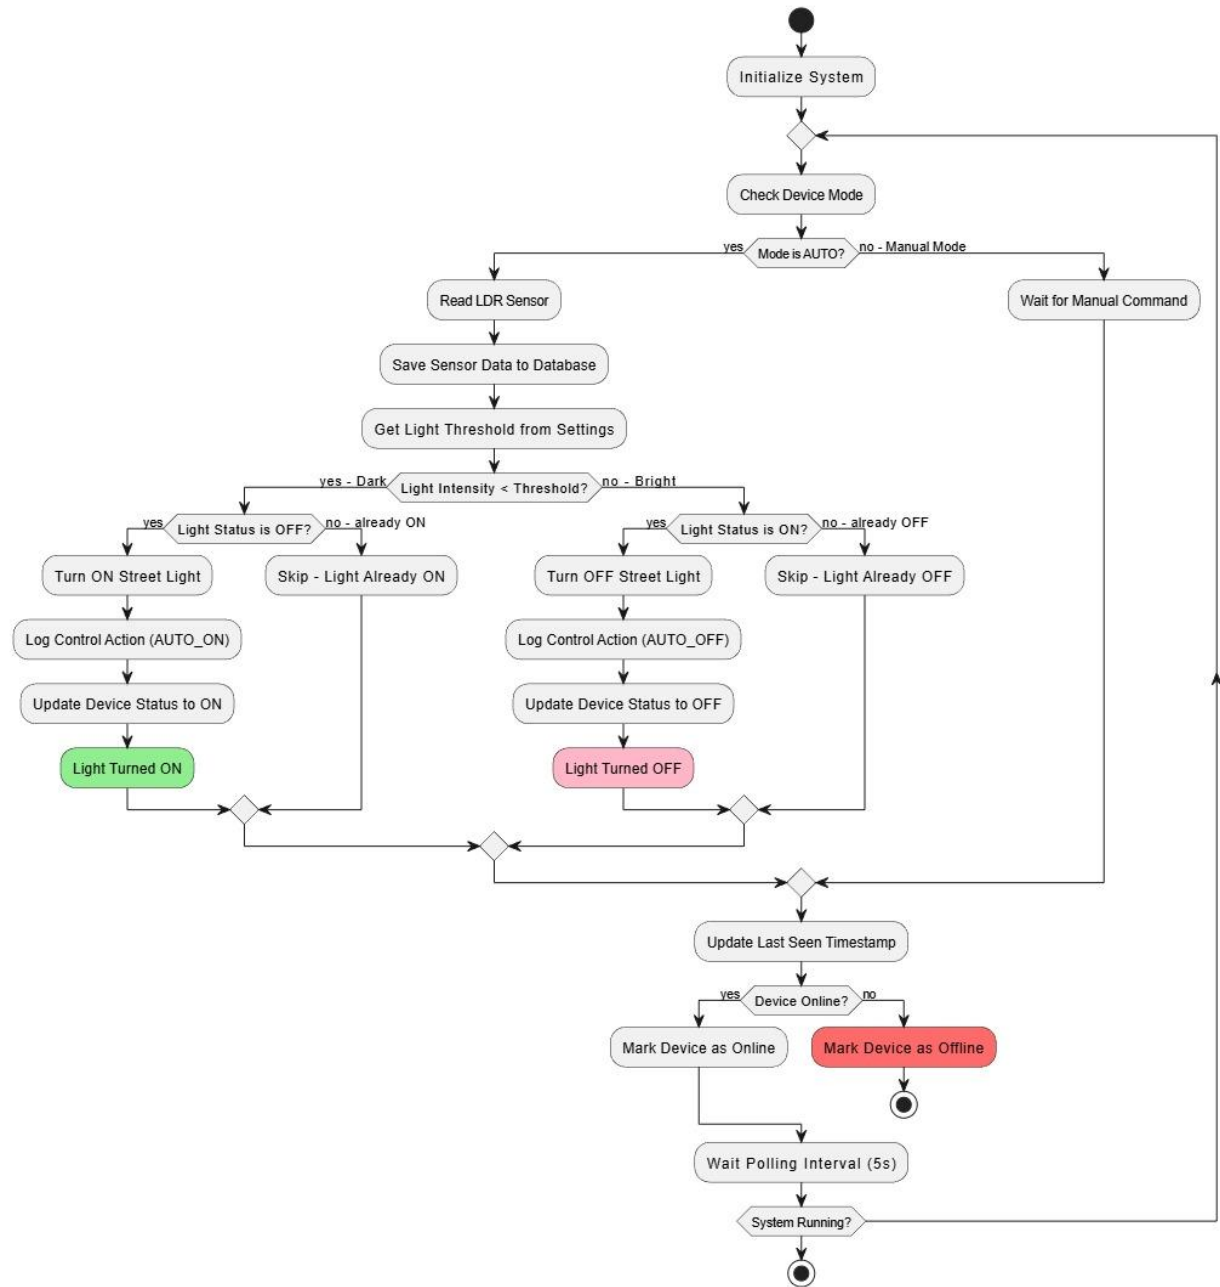 Initialize System
Check Device Mode
yes
Mode is AUTO?
no - Manual Mode
Read LDR Sensor
Wait for Manual Command
Save Sensor Data to Database
Get Light Threshold from Settings
yes - Dark
Light Intensity < Threshold?
no - Bright
yes
Light Status is OFF?
no - already ON
yes
Light Status is ON?
no - already OFF
Turn ON Street Light
Skip - Light Already ON
Turn OFF Street Light
Skip - Light Already OFF
Log Control Action (AUTO_ON)
Log Control Action (AUTO_OFF)
Update Device Status to ON
Update Device Status to OFF
Light Turned ON
Light Turned OFF
Update Last Seen Timestamp
yes
Device Online?
no
Mark Device as Online
Mark Device as Offline
Wait Polling Interval (5s)
System Running?